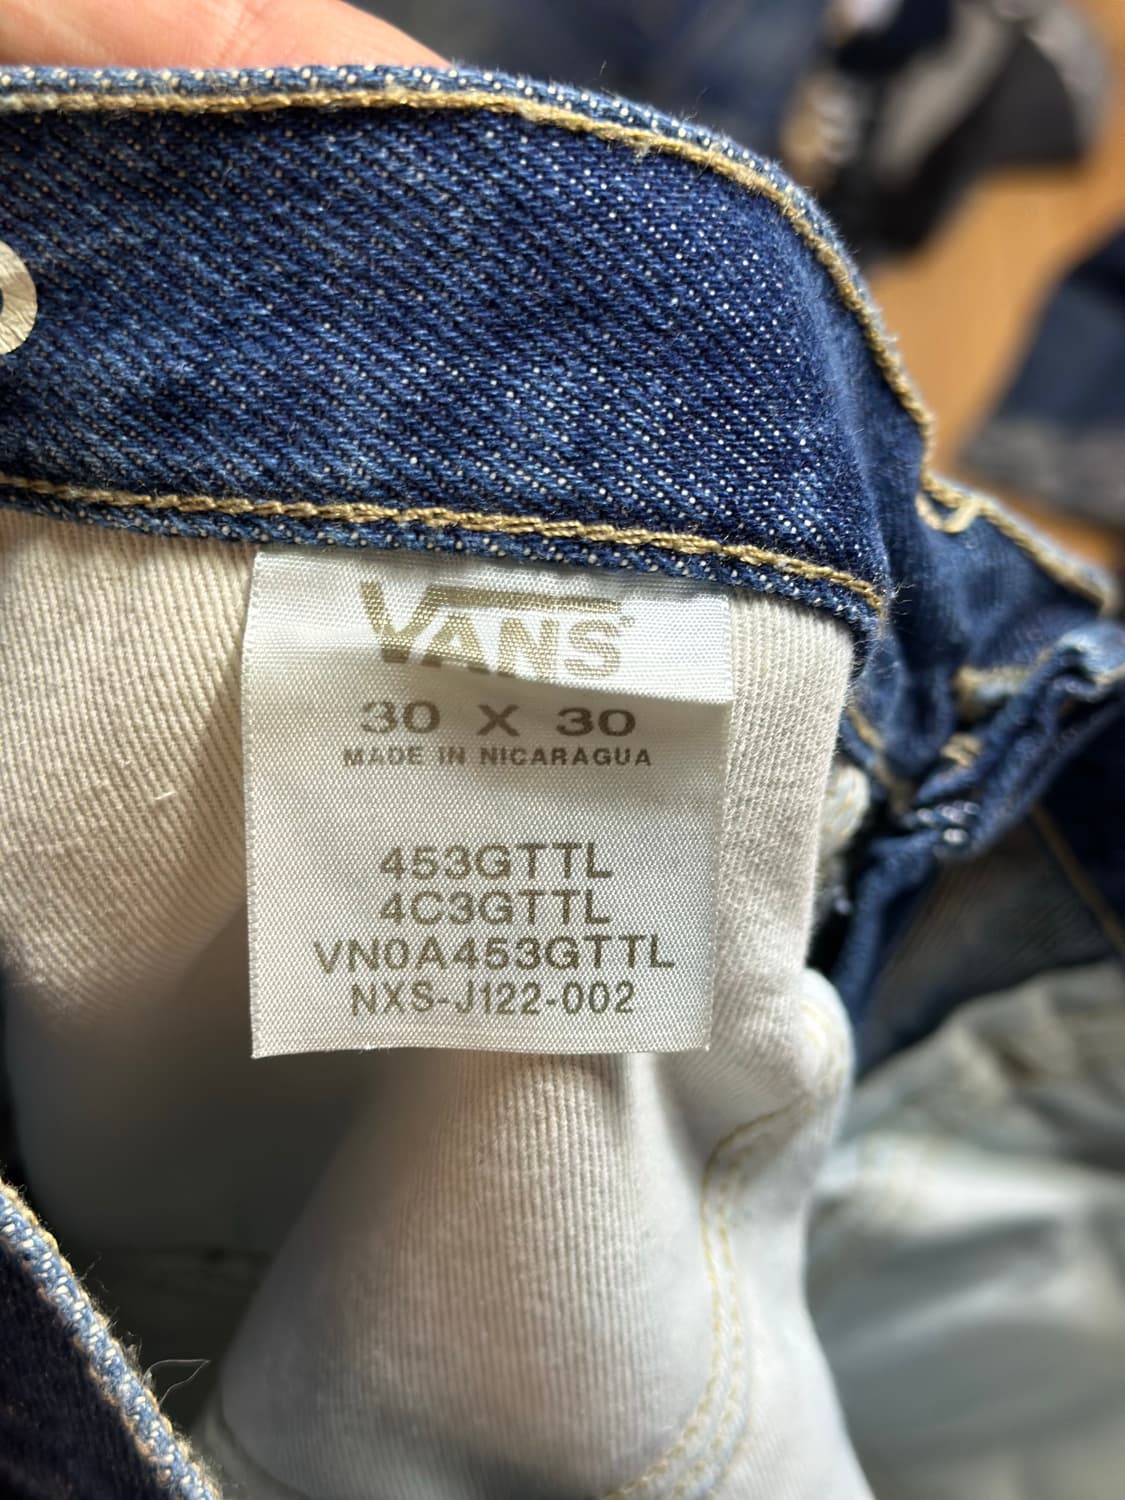 VANS
30 X 30
MADE IN NICARAGUA
453GTTL
4C3GTTL
VN0A453GTTL
NXS-J122-002